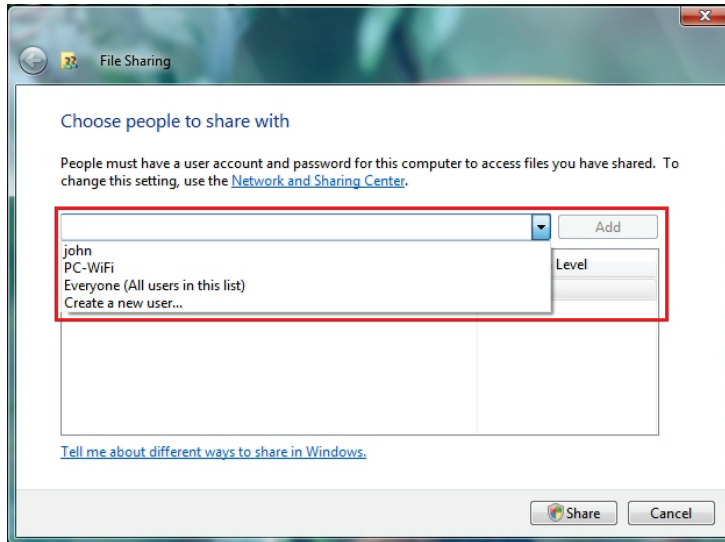 File Sharing
Choose people to share with
People must have a user account and password for this computer to access files you have shared. To
change this setting, use the Network and Sharing Center.
Add
john
PC-WiFi
Everyone (All users in this list)
Create a new user...
Level
Tell me about different ways to share in Windows.
Share
Cancel